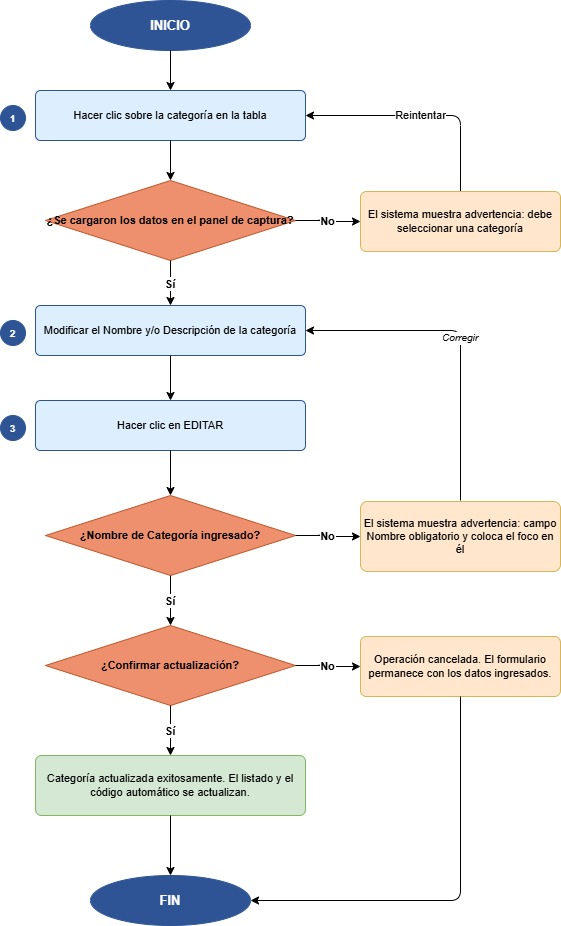 INICIO
1
Hacer clic sobre la categoría en la tabla
Reintentar
¿Se cargaron los datos en el panel de captura?
No
El sistema muestra advertencia: debe
seleccionar una categoría
Sí
2
Modificar el Nombre y/o Descripción de la categoría
Corregir
3
Hacer clic en EDITAR
¿Nombre de Categoría ingresado?
No
El sistema muestra advertencia: campo
Nombre obligatorio y coloca el foco en
él
Sí
¿Confirmar actualización?
No
Operación cancelada. El formulario
permanece con los datos ingresados.
Sí
Categoría actualizada exitosamente. El listado y el
código automático se actualizan.
FIN